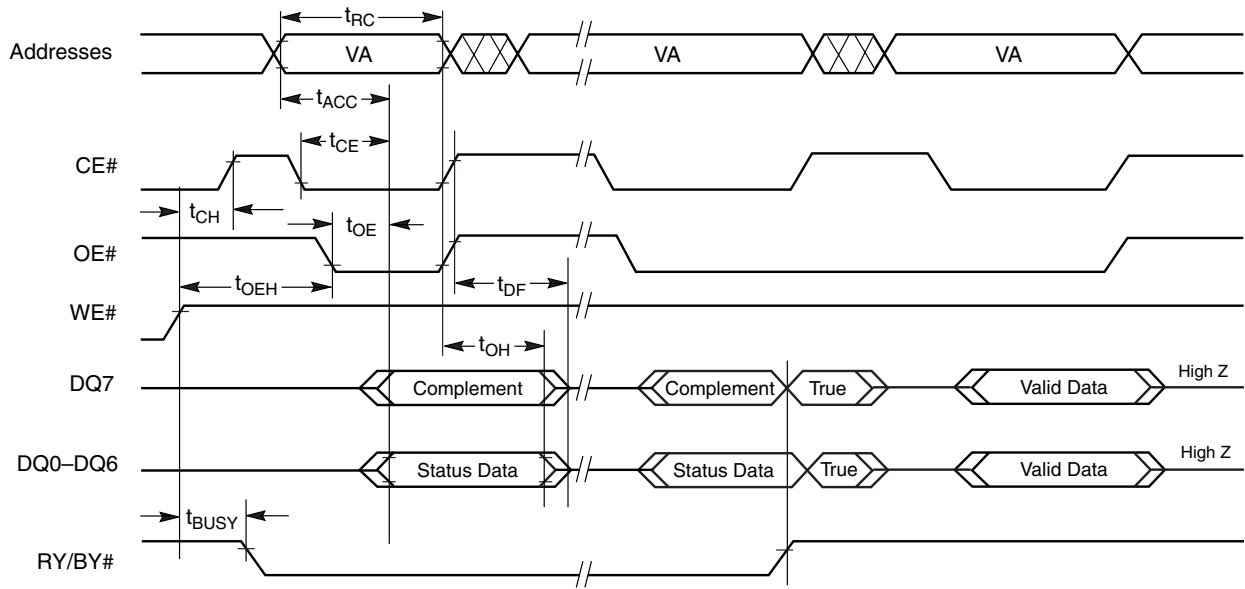 tRC
Addresses VA VA VA
tACC
tCE
CE#
tCH tOE
OE#
tOEH tDF
WE#
tOH
DQ7 Complement Complement True Valid Data High Z
DQ0–DQ6 Status Data Status Data True Valid Data High Z
tBUSY
RY/BY#